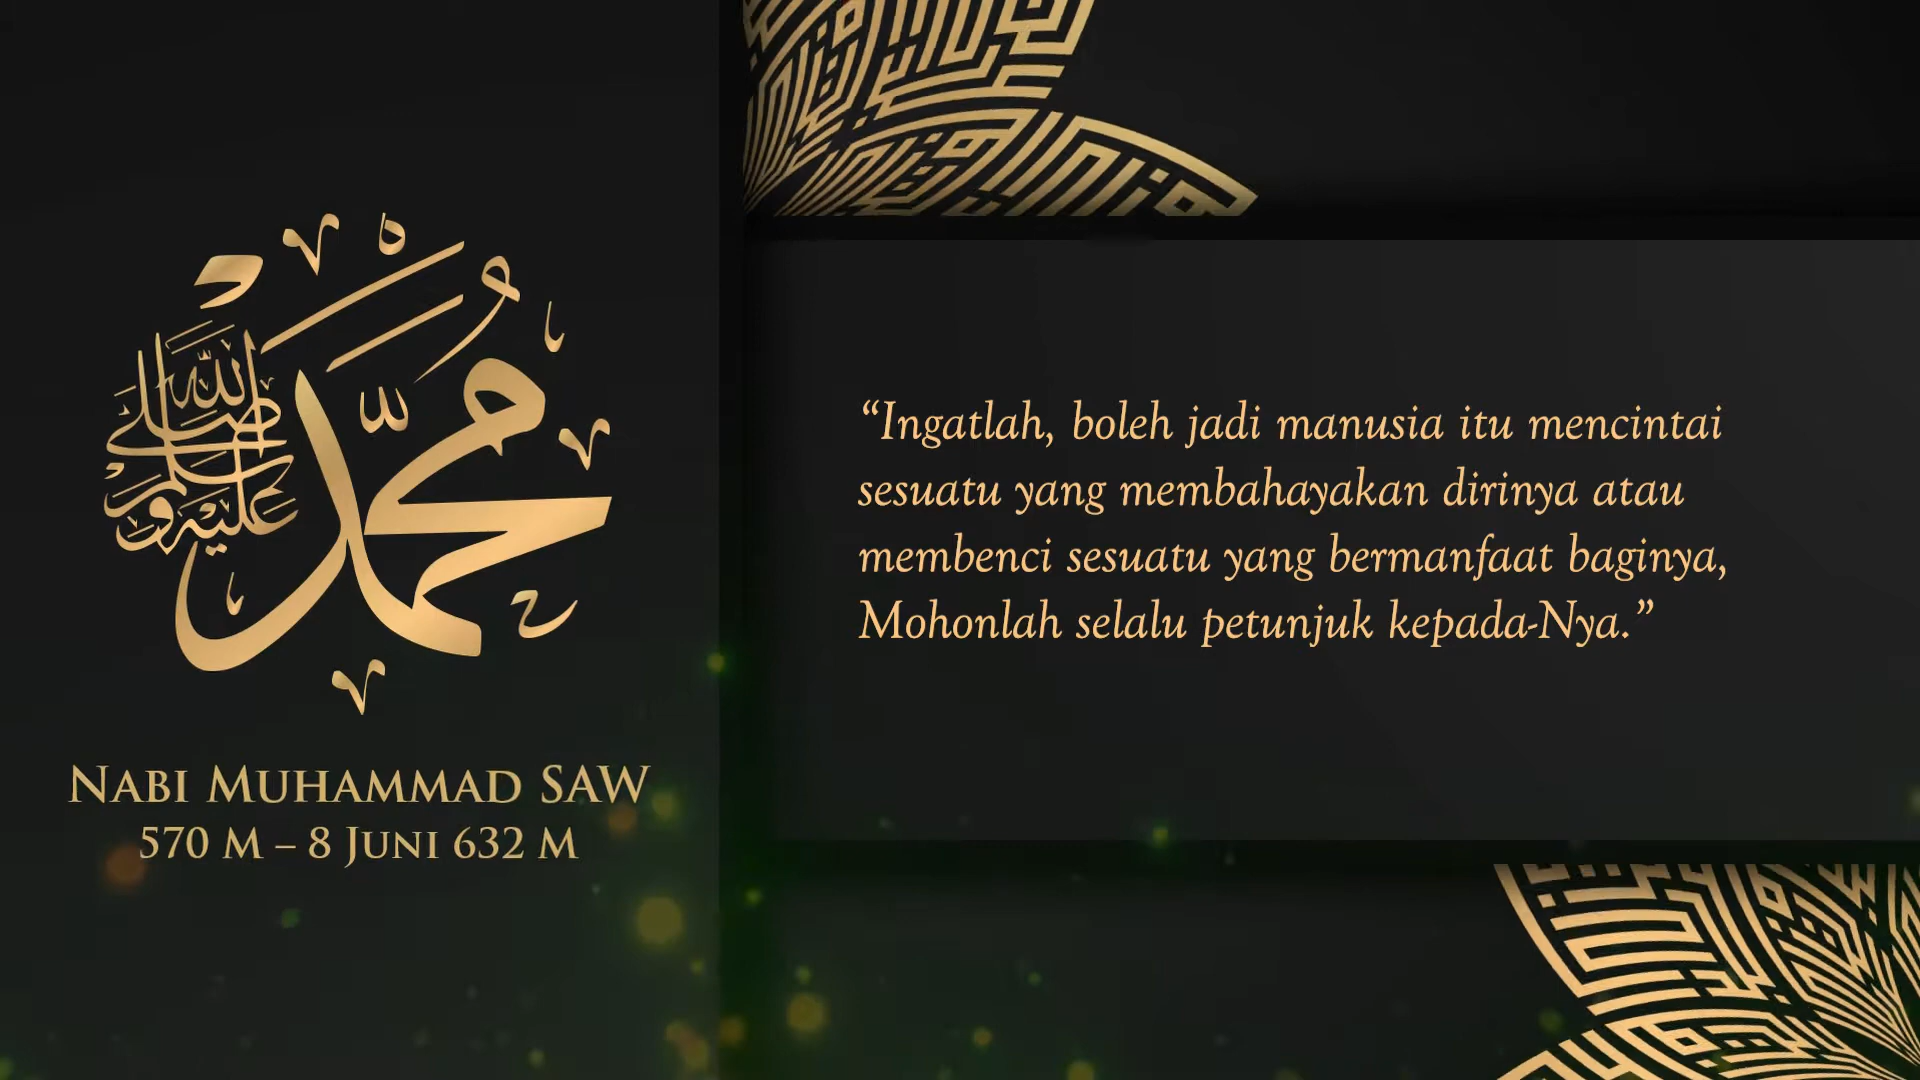 محمد
صلى الله عليه وسلم
Nabi Muhammad SAW
570 M – 8 Juni 632 M
“Ingatlah, boleh jadi manusia itu mencintai
sesuatu yang membahayakan dirinya atau
membenci sesuatu yang bermanfaat baginya,
Mohonlah selalu petunjuk kepada-Nya.”